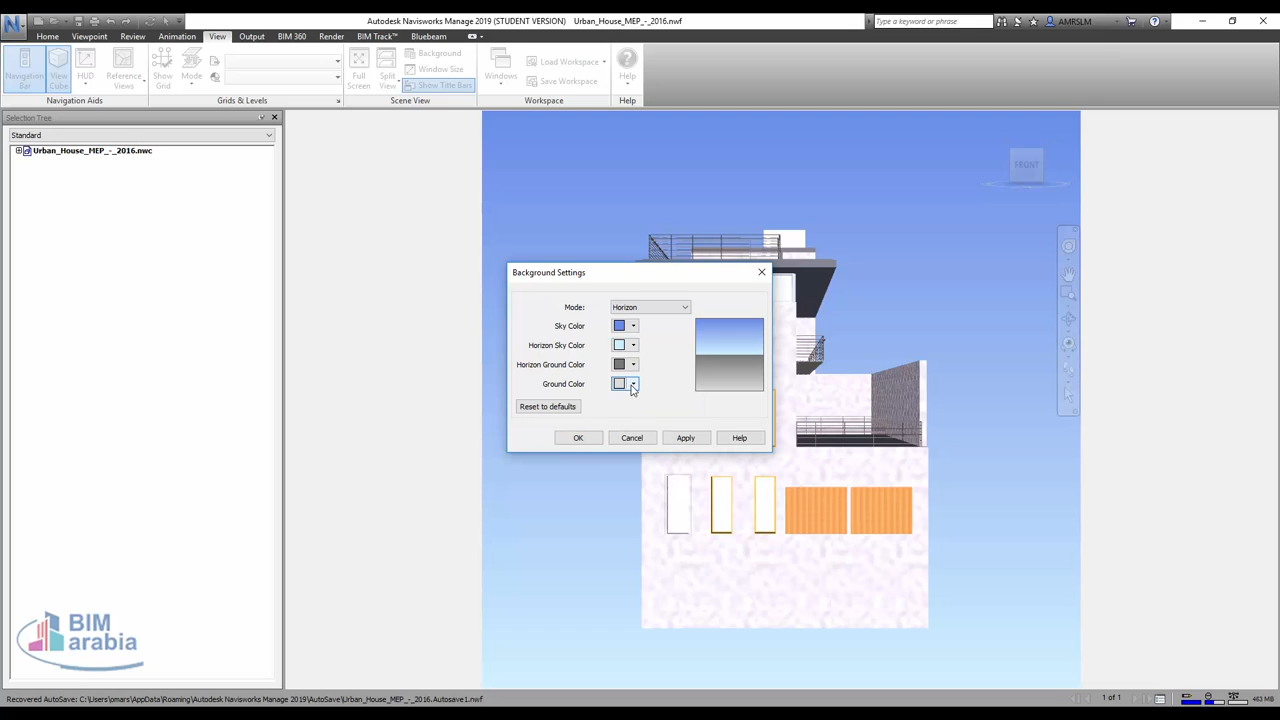 Autodesk Navisworks Manage 2019 (STUDENT VERSION) Urban_House_MEP_-_2016.nwf
Type a keyword or phrase
AMRSLM
Home Viewpoint Review Animation View Output BIM 360 Render BIM Track™ Bluebeam
Navigation Bar
View Cube
HUD
Reference Views
Show Grid
Mode
Full Screen
Split View
Background
Window Size
Show Title Bars
Windows
Load Workspace
Save Workspace
Help
Navigation Aids
Grids & Levels
Scene View
Workspace
Help
Selection Tree
Standard
Urban_House_MEP_-_2016.nwc
FRONT
Background Settings
Mode: Horizon
Sky Color
Horizon Sky Color
Horizon Ground Color
Ground Color
Reset to defaults
OK Cancel Apply Help
BIM
arabia
Recovered AutoSave: C:\Users\omars\AppData\Roaming\Autodesk Navisworks Manage 2019\AutoSave\Urban_House_MEP_-_2016.Autosave1.nwf
1 of 1
463 MB